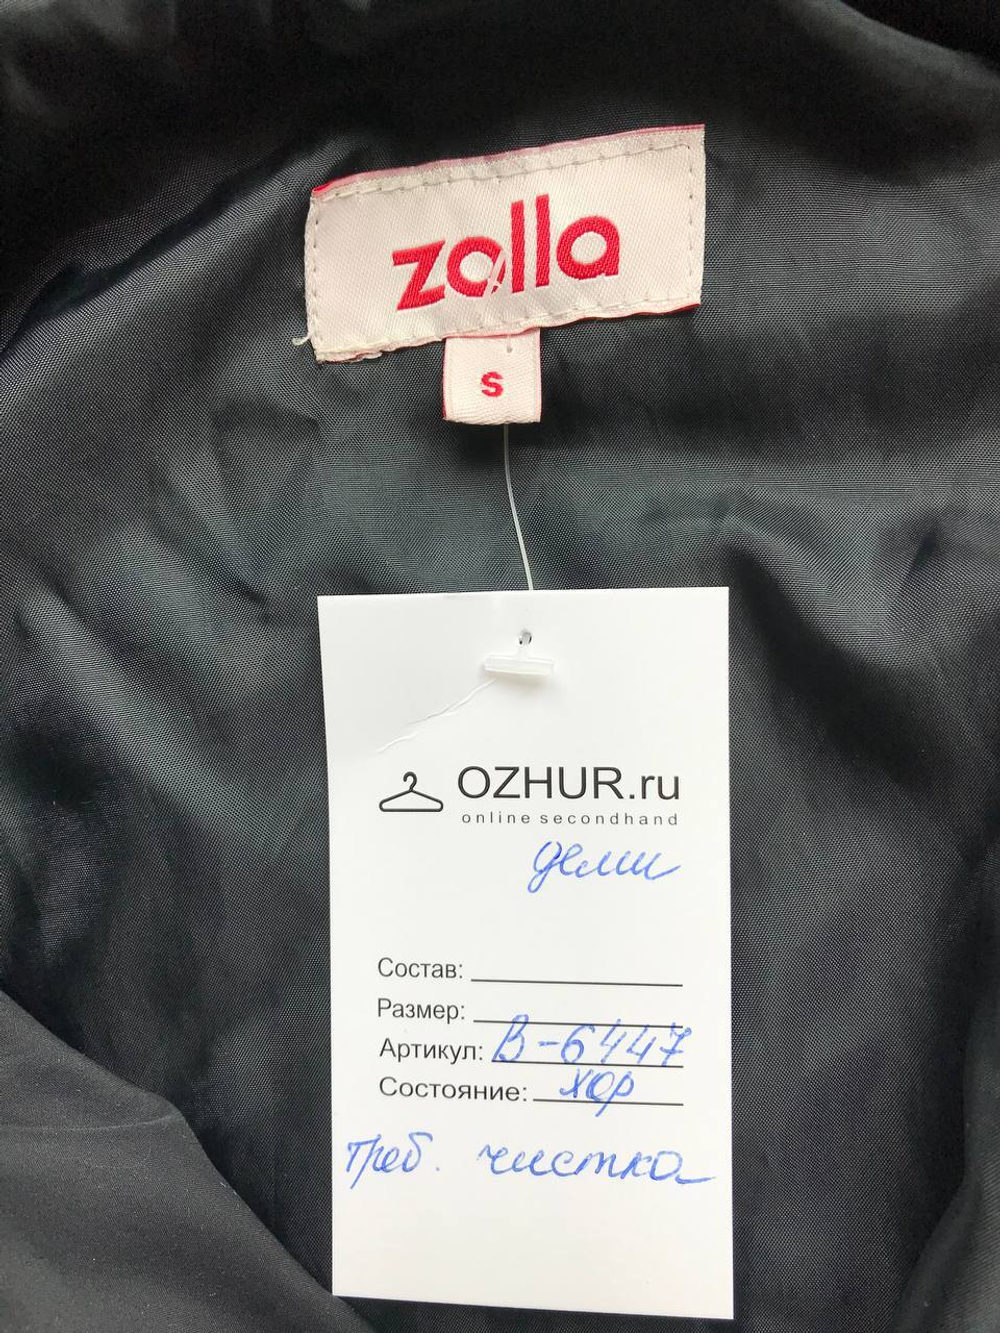 zolla
S
OZHUR.ru
online secondhand
деми
Состав:
Размер:
Артикул: В-6447
Состояние: хор
треб. чистка